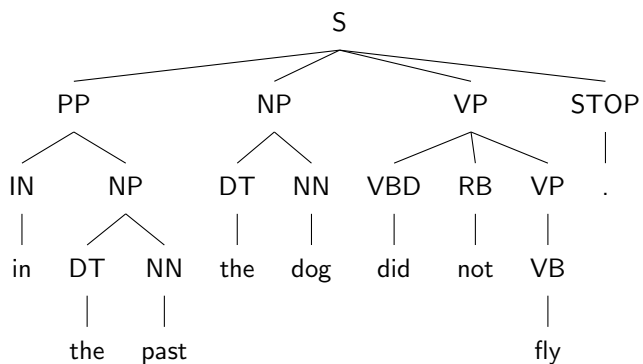 S
PP NP VP STOP
IN NP DT NN VBD RB VP .
in DT NN the dog did not VB
the past fly